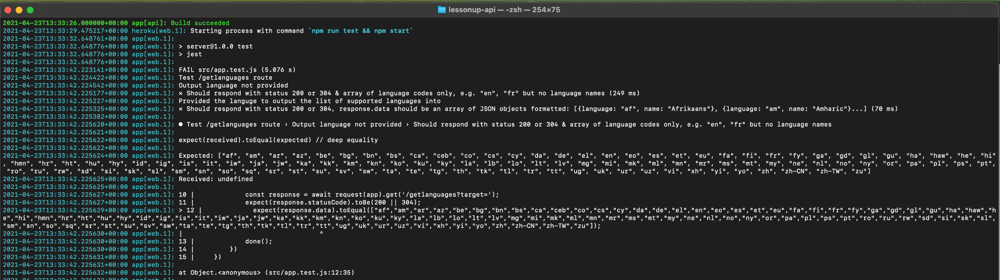 lessonup-api — -zsh — 254×75
2021-04-23T13:33:26.000000+00:00 app[api]: Build succeeded
2021-04-23T13:33:29.475217+00:00 heroku[web.1]: Starting process with command `npm run test && npm start`
2021-04-23T13:33:32.648761+00:00 app[web.1]:
2021-04-23T13:33:32.648776+00:00 app[web.1]: > server@1.0.0 test
2021-04-23T13:33:32.648776+00:00 app[web.1]: > jest
2021-04-23T13:33:32.648776+00:00 app[web.1]:
2021-04-23T13:33:42.223141+00:00 app[web.1]: FAIL src/app.test.js (5.076 s)
2021-04-23T13:33:42.224422+00:00 app[web.1]: Test /getlanguages route
2021-04-23T13:33:42.224542+00:00 app[web.1]: Output language not provided
2021-04-23T13:33:42.225177+00:00 app[web.1]: × Should respond with status 200 or 304 & array of language codes only, e.g. "en", "fr" but no language names (249 ms)
2021-04-23T13:33:42.225227+00:00 app[web.1]: Provided the languge to output the list of supported languages into
2021-04-23T13:33:42.225325+00:00 app[web.1]: × Should respond with status 200 or 304, response.data should be an array of JSON objects formatted: [{language: "af", name: "Afrikaans"}, {language: "am", name: "Amharic"}...] (70 ms)
2021-04-23T13:33:42.225382+00:00 app[web.1]:
2021-04-23T13:33:42.225620+00:00 app[web.1]: ● Test /getlanguages route › Output language not provided › Should respond with status 200 or 304 & array of language codes only, e.g. "en", "fr" but no language names
2021-04-23T13:33:42.225621+00:00 app[web.1]:
2021-04-23T13:33:42.225622+00:00 app[web.1]: expect(received).toEqual(expected) // deep equality
2021-04-23T13:33:42.225622+00:00 app[web.1]:
2021-04-23T13:33:42.225624+00:00 app[web.1]: Expected: ["af", "am", "ar", "az", "be", "bg", "bn", "bs", "ca", "ceb", "co", "cs", "cy", "da", "de", "el", "en", "eo", "es", "et", "eu", "fa", "fi", "fr", "fy", "ga", "gd", "gl", "gu", "ha", "haw", "he", "hi"
, "hmn", "hr", "ht", "hu", "hy", "id", "ig", "is", "it", "iw", "ja", "jw", "ka", "kk", "km", "kn", "ko", "ku", "ky", "la", "lb", "lo", "lt", "lv", "mg", "mi", "mk", "ml", "mn", "mr", "ms", "mt", "my", "ne", "nl", "no", "ny", "or", "pa", "pl", "ps", "pt",
"ro", "ru", "rw", "sd", "si", "sk", "sl", "sm", "sn", "so", "sq", "sr", "st", "su", "sv", "sw", "ta", "te", "tg", "th", "tk", "tl", "tr", "tt", "ug", "uk", "ur", "uz", "vi", "xh", "yi", "yo", "zh", "zh-CN", "zh-TW", "zu"]
2021-04-23T13:33:42.225625+00:00 app[web.1]: Received: undefined
2021-04-23T13:33:42.225625+00:00 app[web.1]:
2021-04-23T13:33:42.225627+00:00 app[web.1]: 10 | const response = await request(app).get('/getlanguages?target=');
2021-04-23T13:33:42.225627+00:00 app[web.1]: 11 | expect(response.statusCode).toBe(200 || 304);
2021-04-23T13:33:42.225629+00:00 app[web.1]: > 12 | expect(response.data).toEqual(["af","am","ar","az","be","bg","bn","bs","ca","ceb","co","cs","cy","da","de","el","en","eo","es","et","eu","fa","fi","fr","fy","ga","gd","gl","gu","ha","haw","h
e","hi","hmn","hr","ht","hu","hy","id","ig","is","it","iw","ja","jw","ka","kk","km","kn","ko","ku","ky","la","lb","lo","lt","lv","mg","mi","mk","ml","mn","mr","ms","mt","my","ne","nl","no","ny","or","pa","pl","ps","pt","ro","ru","rw","sd","si","sk","sl",
"sm","sn","so","sq","sr","st","su","sv","sw","ta","te","tg","th","tk","tl","tr","tt","ug","uk","ur","uz","vi","xh","yi","yo","zh","zh-CN","zh-TW","zu"]);
2021-04-23T13:33:42.225630+00:00 app[web.1]: | ^
2021-04-23T13:33:42.225630+00:00 app[web.1]: 13 | done();
2021-04-23T13:33:42.225630+00:00 app[web.1]: 14 | })
2021-04-23T13:33:42.225631+00:00 app[web.1]: 15 | })
2021-04-23T13:33:42.225631+00:00 app[web.1]:
2021-04-23T13:33:42.225632+00:00 app[web.1]: at Object.<anonymous> (src/app.test.js:12:35)